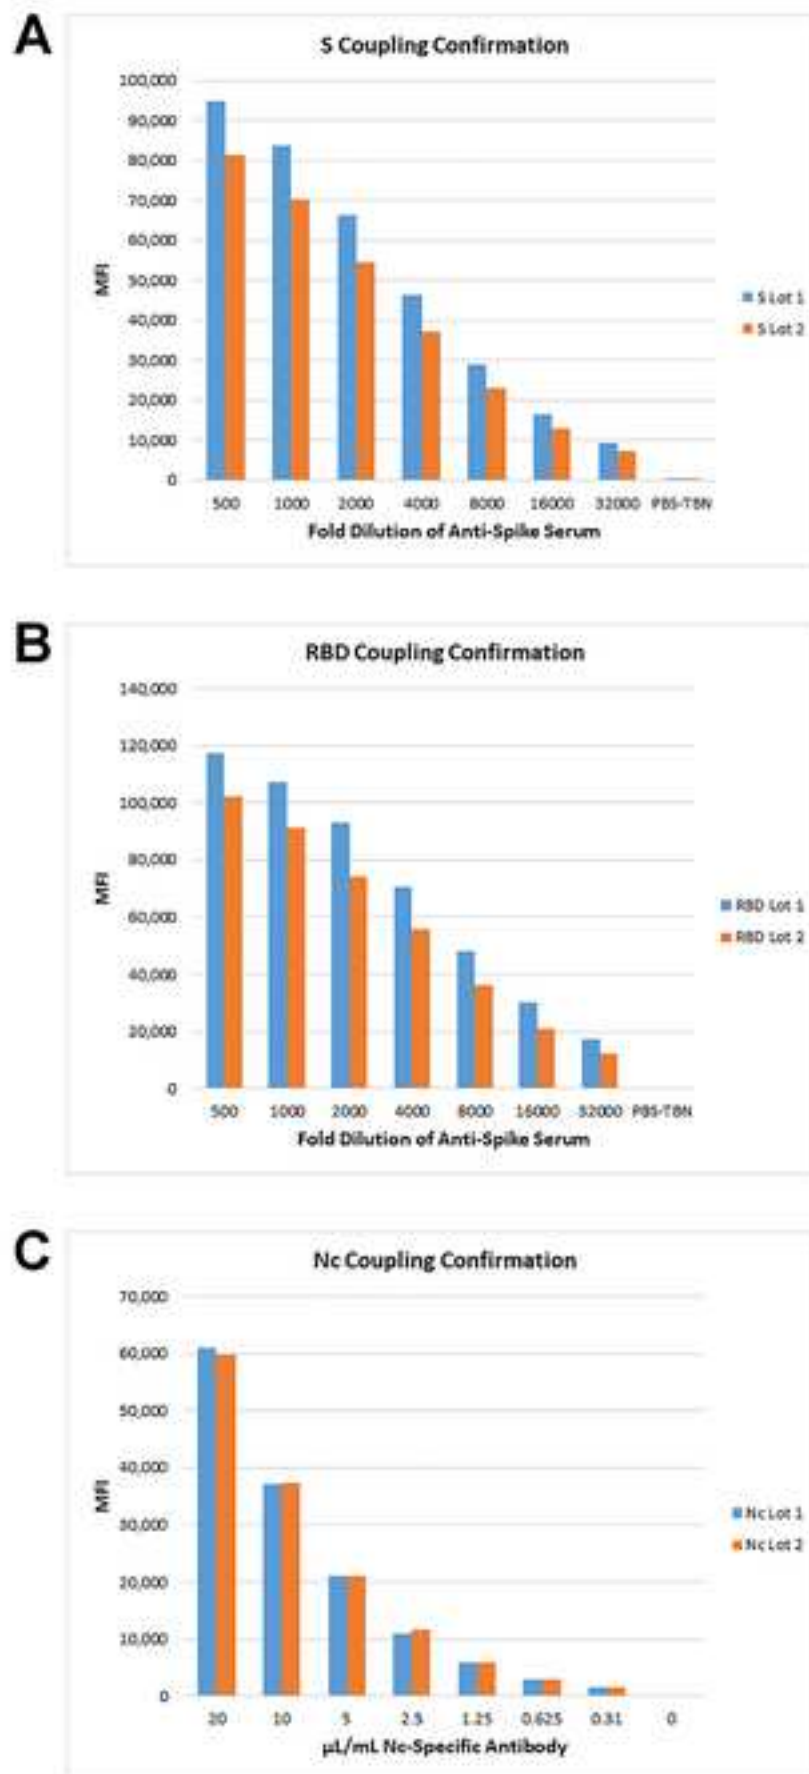 A
S Coupling Confirmation
100,000
90,000
80,000
70,000
60,000
50,000
40,000
30,000
20,000
10,000
0
MFI
500 1000 2000 4000 8000 16000 32000 PBS-TBN
Fold Dilution of Anti-Spike Serum
S Lot 1
S Lot 2
B
RBD Coupling Confirmation
140,000
120,000
100,000
80,000
60,000
40,000
20,000
0
MFI
500 1000 2000 4000 8000 16000 32000 PBS-TBN
Fold Dilution of Anti-Spike Serum
RBD Lot 1
RBD Lot 2
C
Nc Coupling Confirmation
70,000
60,000
50,000
40,000
30,000
20,000
10,000
0
MFI
20 10 5 2.5 1.25 0.625 0.31 0
µL/mL Nc-Specific Antibody
Nc Lot 1
Nc Lot 2